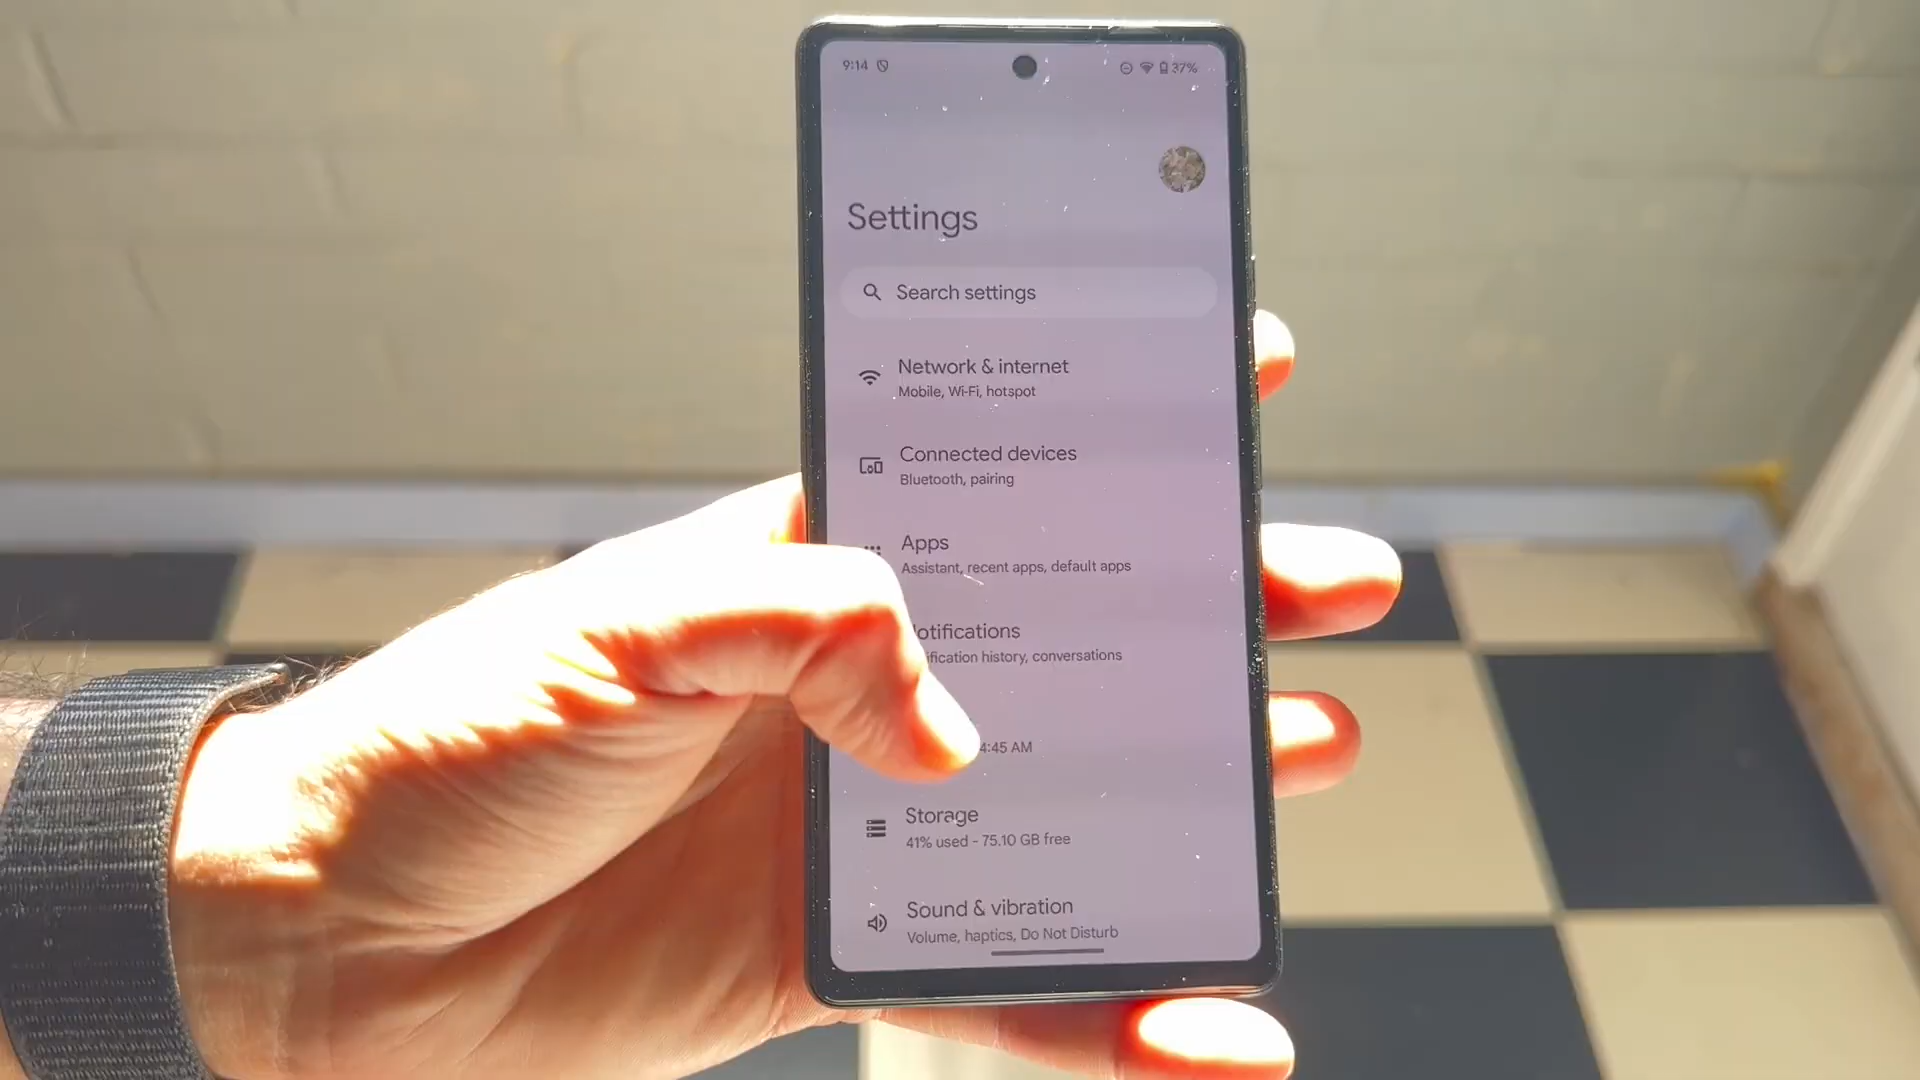 9:14 37%
Settings
Search settings
Network & internet
Mobile, Wi-Fi, hotspot
Connected devices
Bluetooth, pairing
Apps
Assistant, recent apps, default apps
otifications
ification history, conversations
4:45 AM
Storage
41% used - 75.10 GB free
Sound & vibration
Volume, haptics, Do Not Disturb